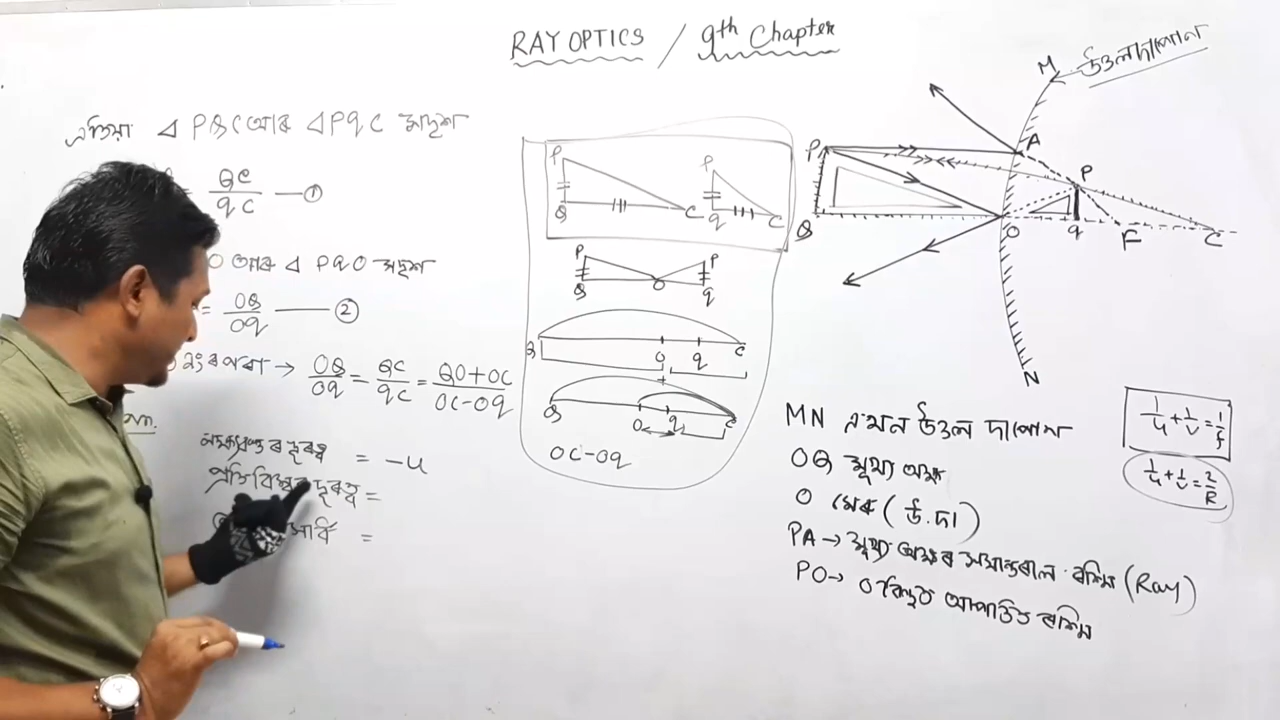 RAY OPTICS / 9th Chapter
এতিয়া Δ PQC আৰু Δ pqc সদৃশ
QC/qC — ①
O আৰু Δ pqO সদৃশ
= OQ/Oq — ②
OQ/Oq = QC/qC = QO+OC/OC-Oq
লক্ষ্যবস্তুৰ দূৰত্ব = -u
প্ৰতিবিম্বৰ দূৰত্ব =
=
P
Q
C
P
q
C
P
Q
O
P
q
O
q
C
Q
O
q
C
OC-Oq
M
উত্তল দাপোণ
P
A
P
Q
O
q
F
C
N
MN এখন উত্তল দাপোণ
OQ মুখ্য অক্ষ
O মেৰু (উ.দা)
PA→ মুখ্য অক্ষৰ সমান্তৰাল ৰশ্মি (Ray)
PO→ O বিন্দুত আপতিত ৰশ্মি
1/u + 1/v = 1/f
1/u + 1/v = 2/R